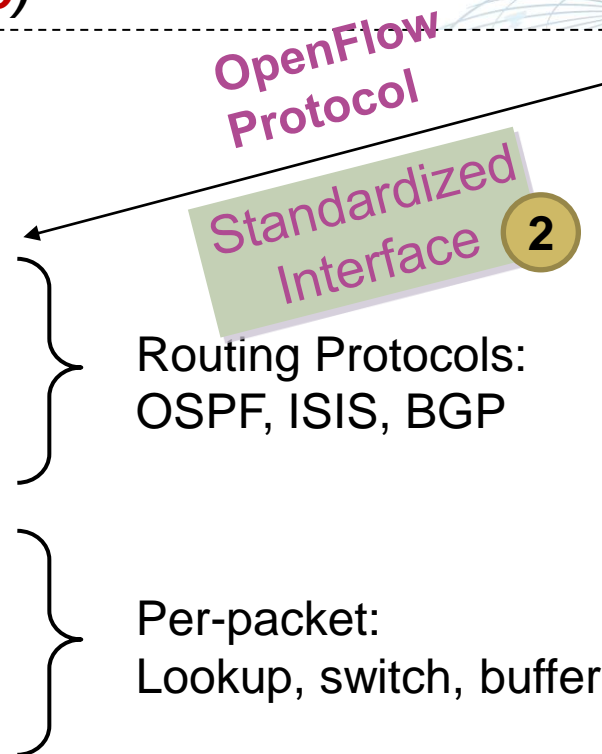 OpenFlow
Protocol
Standardized
Interface
2
Routing Protocols:
OSPF, ISIS, BGP
Per-packet:
Lookup, switch, buffer